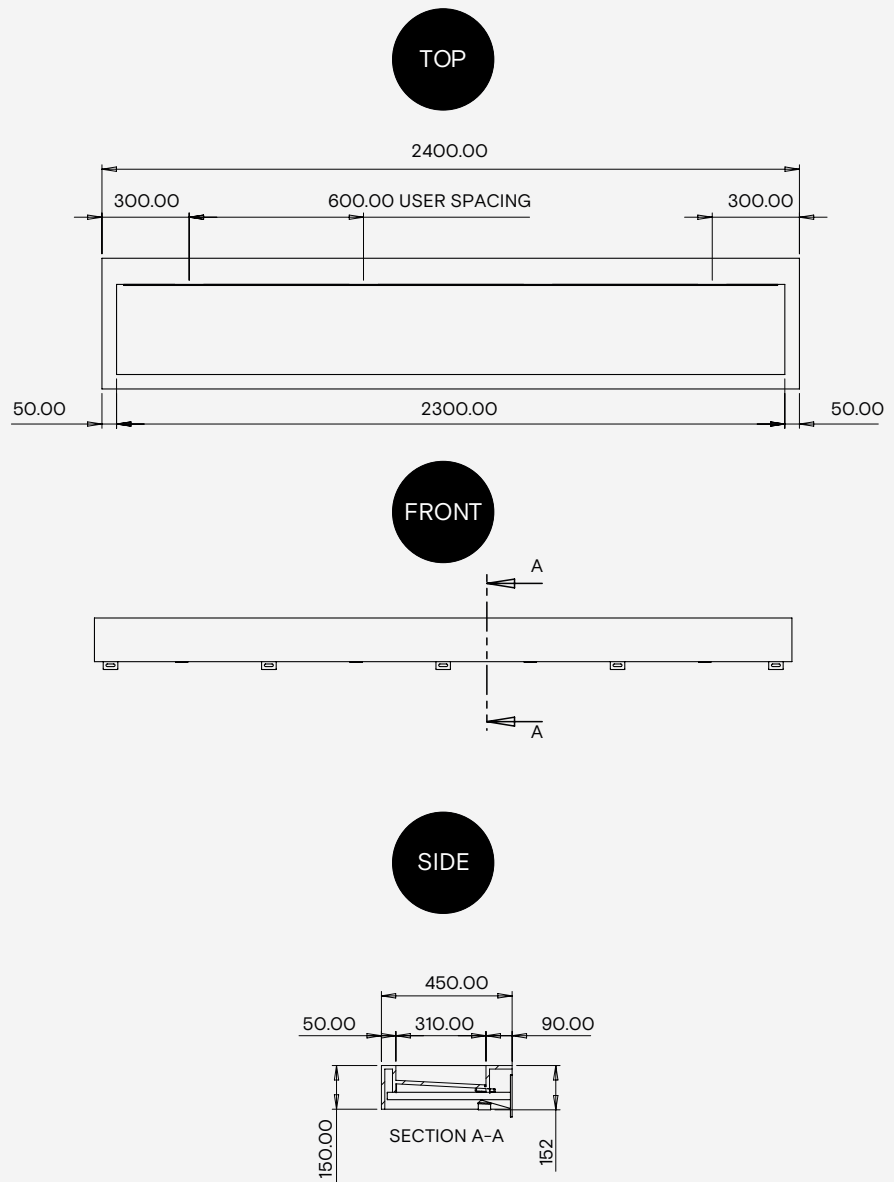 TOP
2400.00
300.00 600.00 USER SPACING 300.00
50.00 2300.00 50.00
FRONT
A
A
SIDE
450.00
50.00 310.00 90.00
SECTION A-A
150.00
152